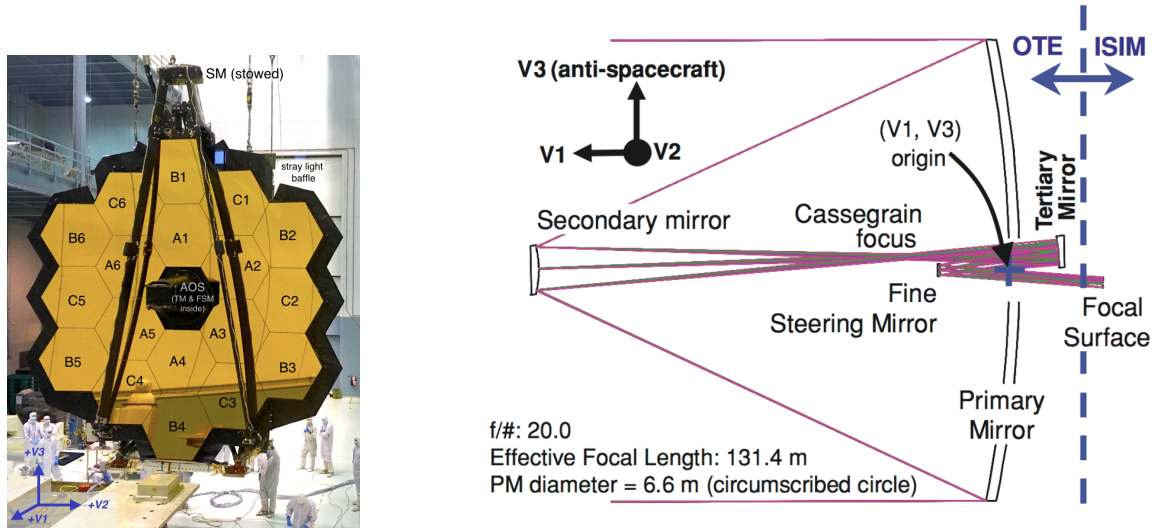 SM (stowed)
stray light
baffle
B1
C6
C1
B6
B2
A1
A6
A2
AOS
(TM & FSM
inside)
C5
C2
A5
A3
B5
A4
B3
C4
C3
B4
+V3
+V2
+V1
OTE
ISIM
V3 (anti-spacecraft)
V1
V2
(V1, V3)
origin
Tertiary
Mirror
Secondary mirror
Cassegrain
focus
Fine
Steering Mirror
Focal
Surface
Primary
Mirror
f/#: 20.0
Effective Focal Length: 131.4 m
PM diameter = 6.6 m (circumscribed circle)